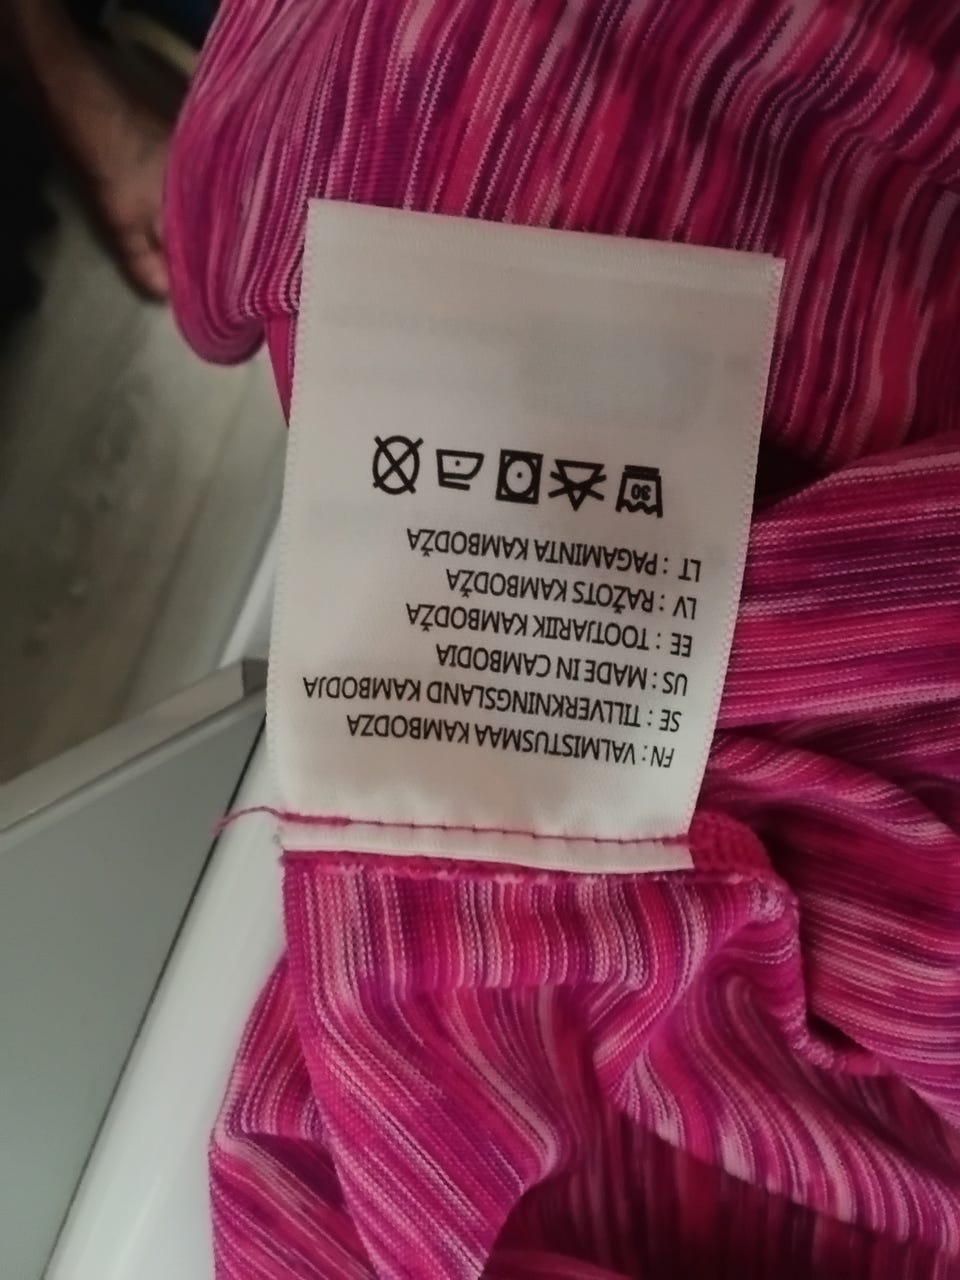 FN : VALMISTUSMAA KAMBODZA
SE : TILLVERKNINGSLAND KAMBODJA
US : MADE IN CAMBODIA
EE : TOOTJARIIK KAMBODŽA
LV : RAŽOTS KAMBODŽA
LT : PAGAMINTA KAMBODŽA
30